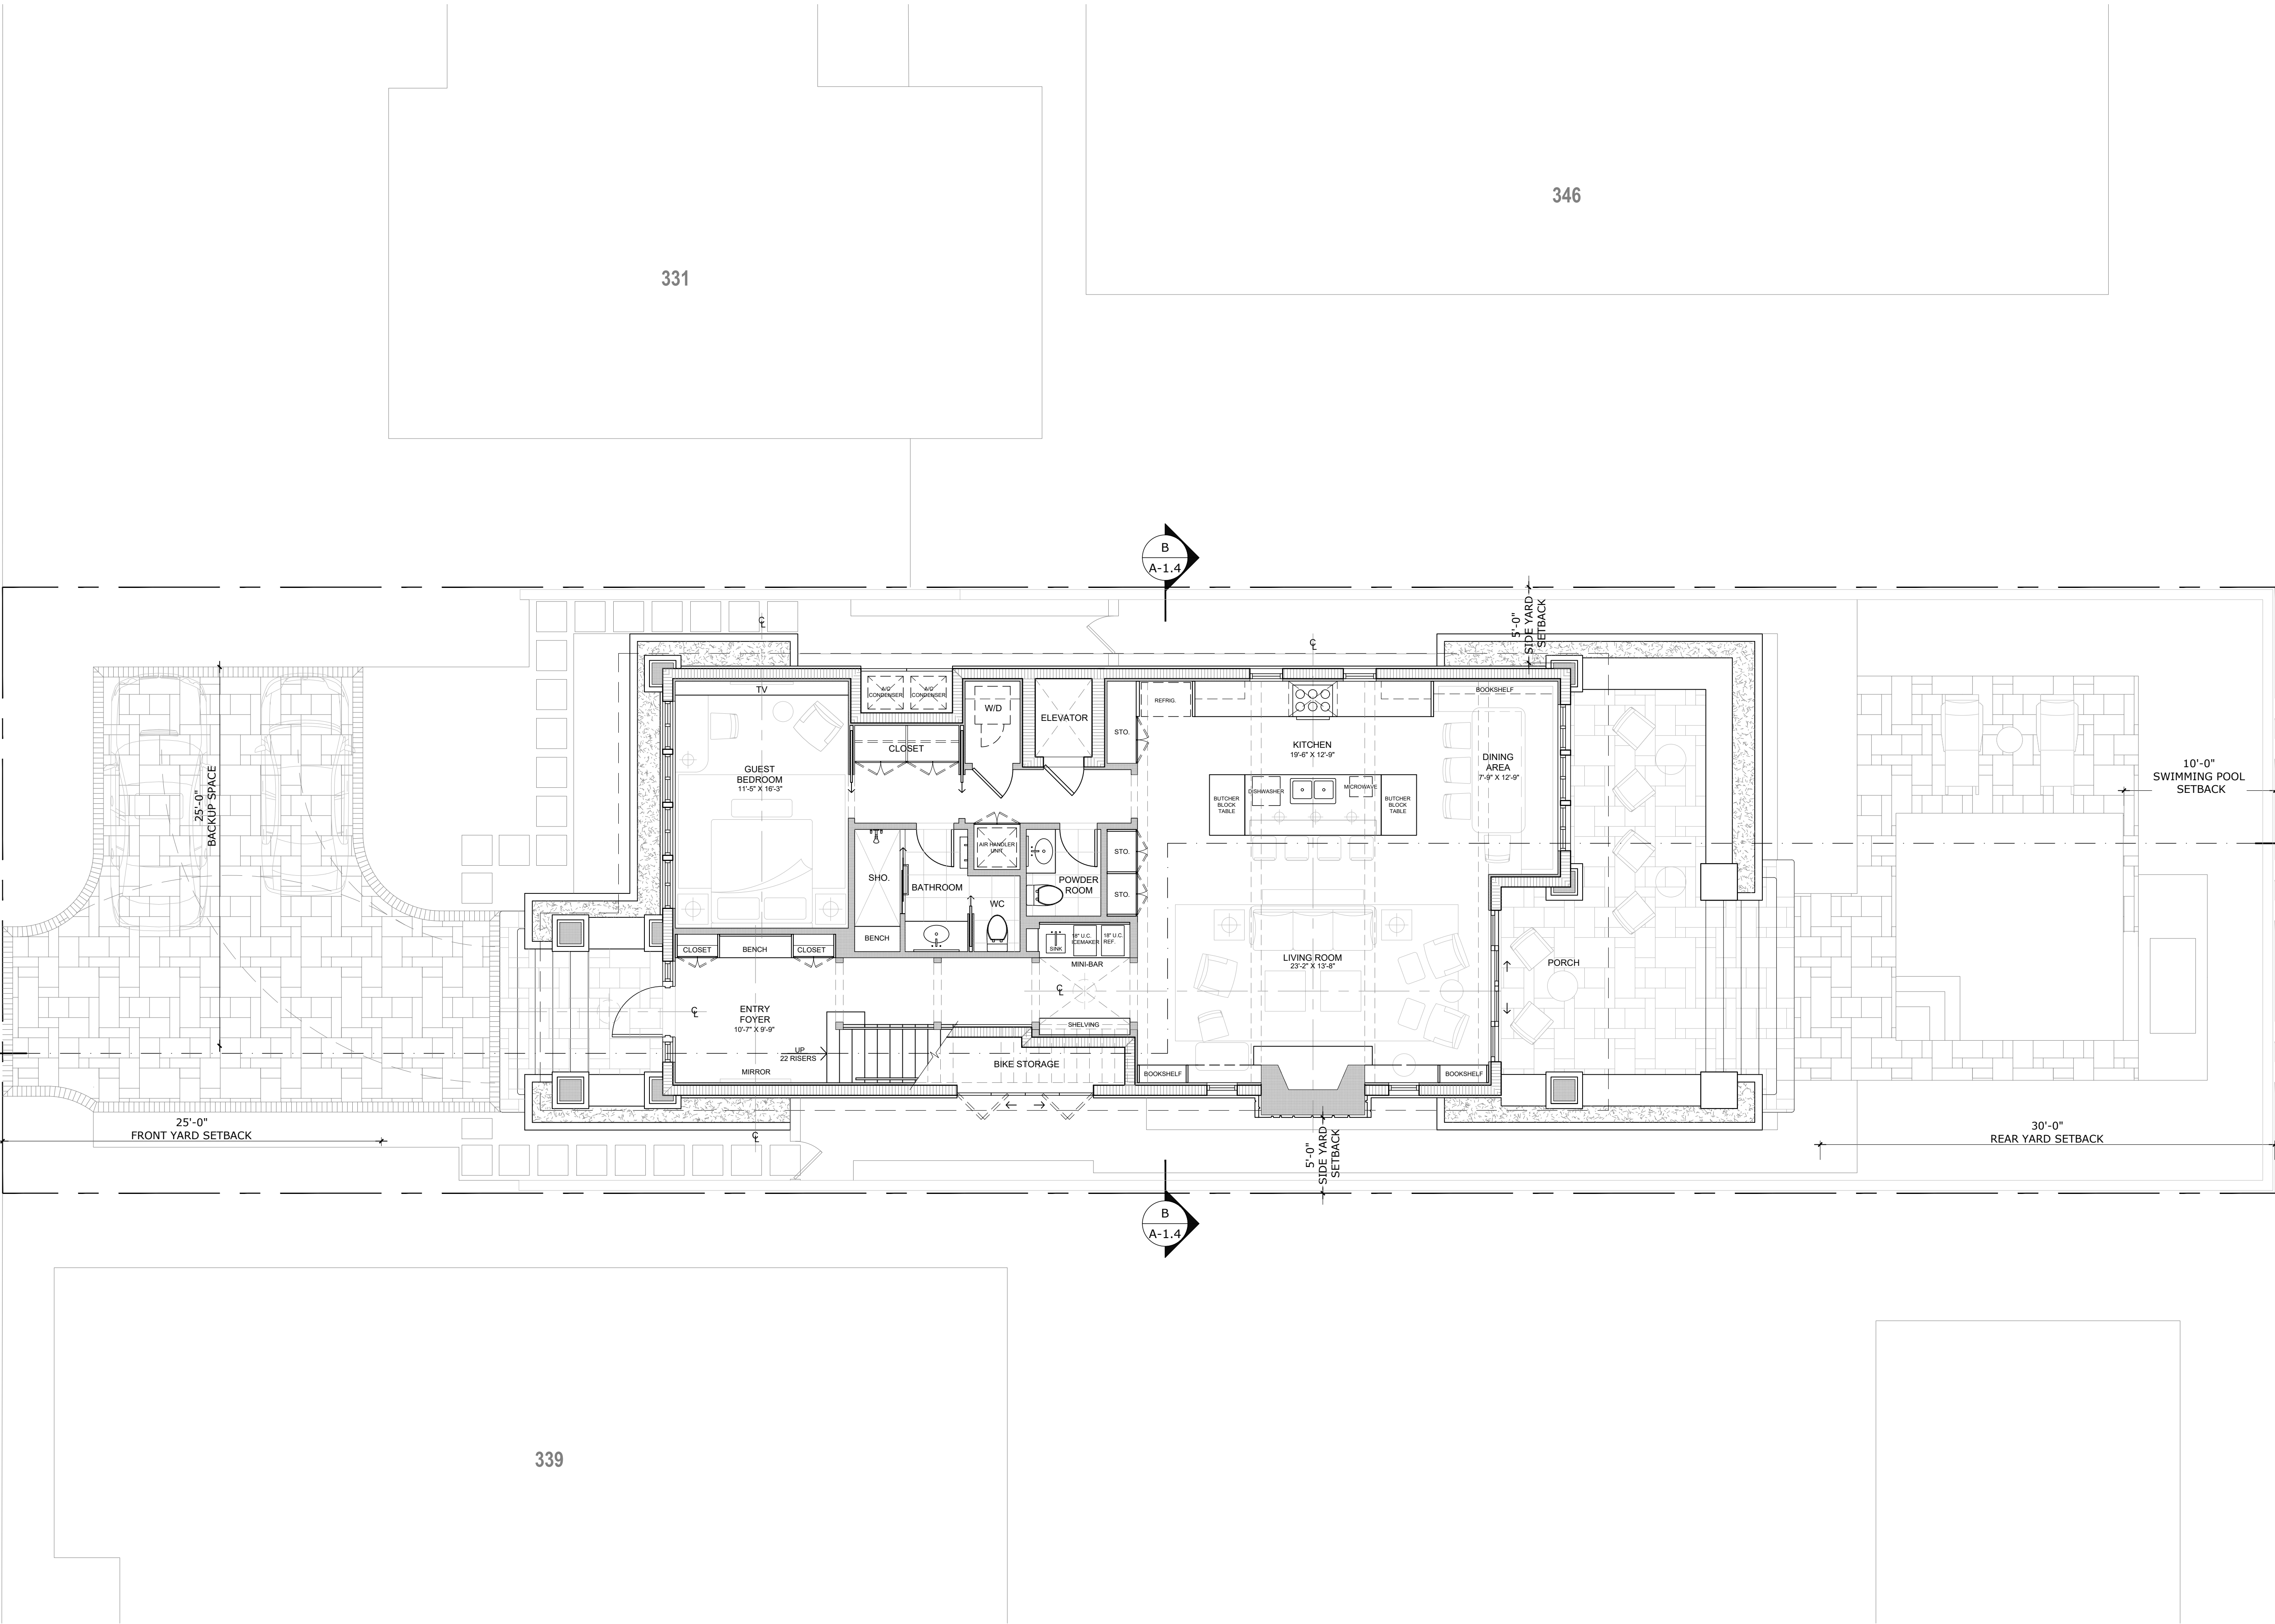 346
331
B
A-1.4
5'-0"
SIDE YARD
SETBACK
25'-0"
BACKUP SPACE
TV
A/C
CONDENSER
A/C
CONDENSER
W/D
ELEVATOR
STO.
REFRIG.
BOOKSHELF
CLOSET
GUEST
BEDROOM
11'-5" X 16'-3"
KITCHEN
19'-6" X 12'-9"
DINING
AREA
7'-9" X 12'-9"
BUTCHER
BLOCK
TABLE
DISHWASHER
MICROWAVE
BUTCHER
BLOCK
TABLE
10'-0"
SWIMMING POOL
SETBACK
SHO.
BATHROOM
AIR HANDLER
UNIT
WC
POWDER
ROOM
STO.
STO.
CLOSET
BENCH
CLOSET
BENCH
SINK
18" U.C.
ICEMAKER
18" U.C.
REF.
MINI-BAR
LIVING ROOM
23'-2" X 13'-8"
PORCH
ENTRY
FOYER
10'-7" X 9'-9"
SHELVING
UP
22 RISERS
BIKE STORAGE
MIRROR
BOOKSHELF
BOOKSHELF
25'-0"
FRONT YARD SETBACK
5'-0"
SIDE YARD
SETBACK
30'-0"
REAR YARD SETBACK
B
A-1.4
339